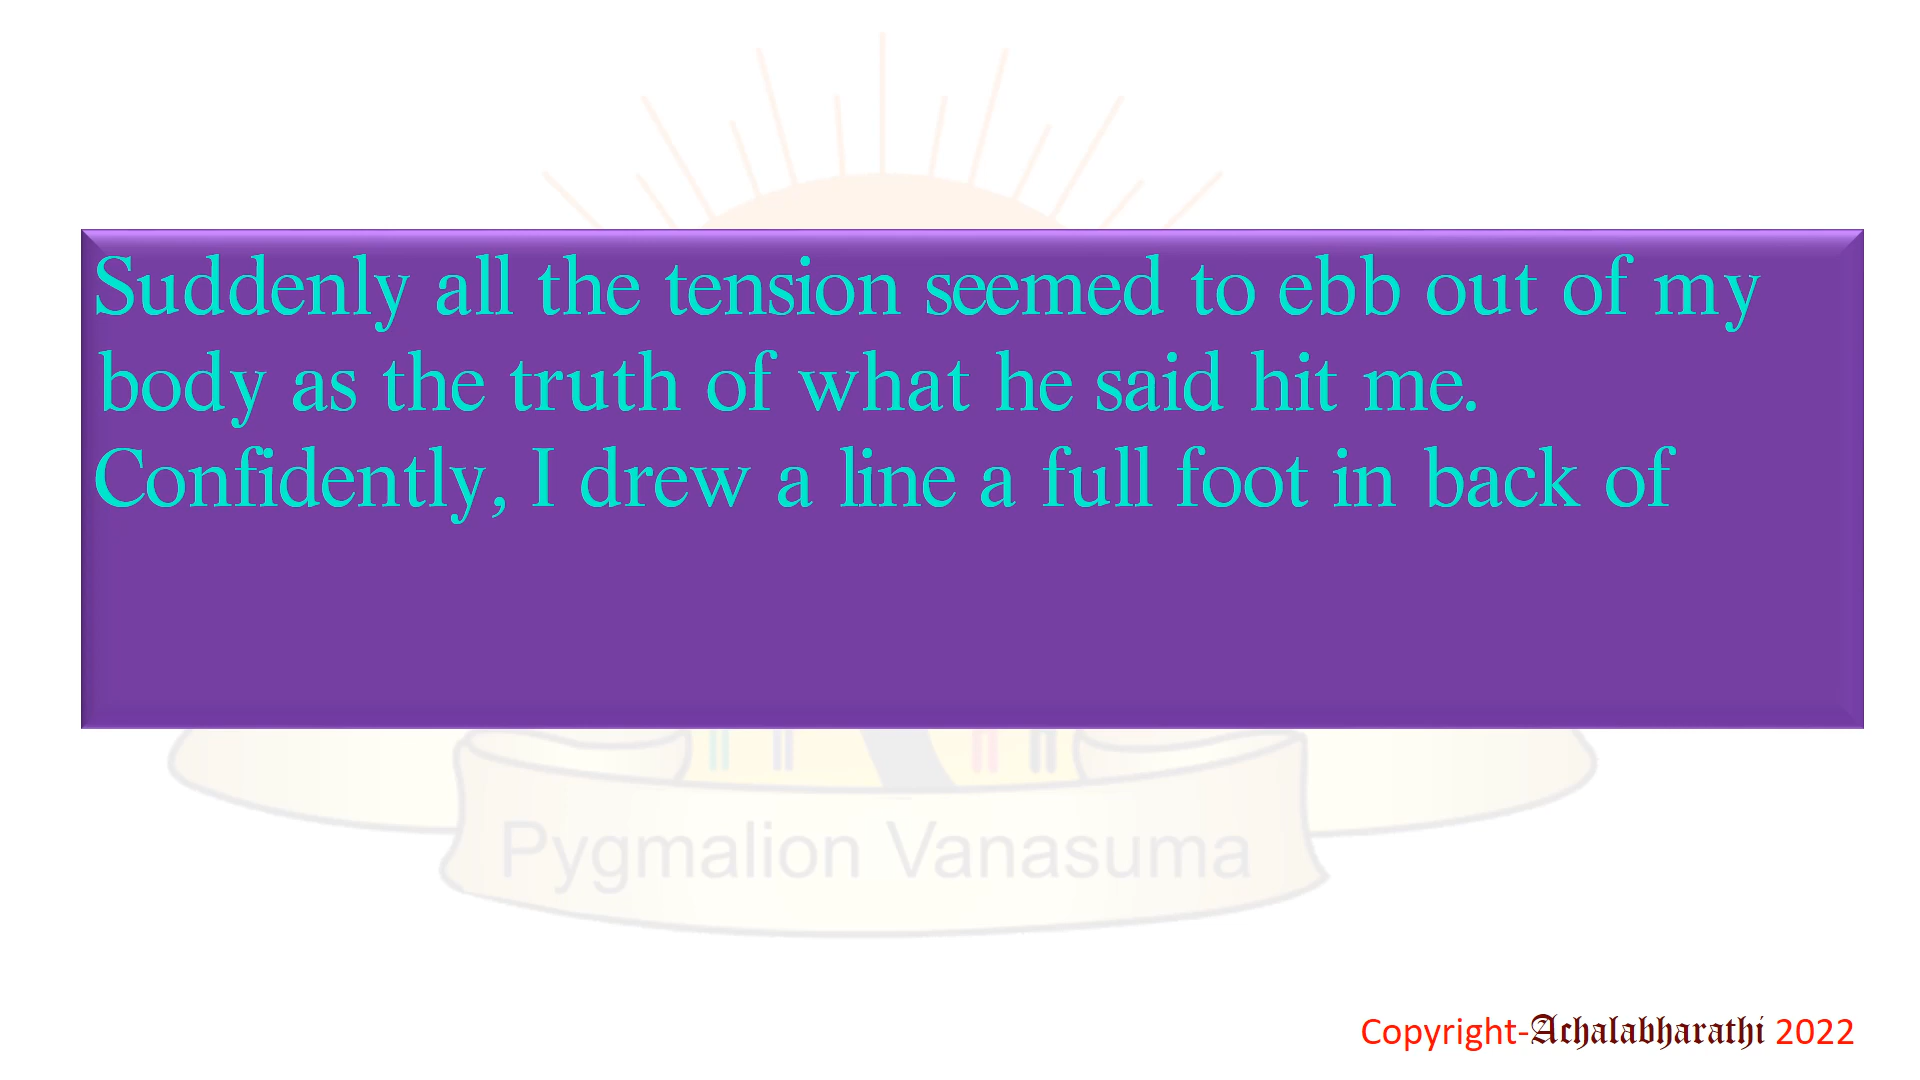 Suddenly all the tension seemed to ebb out of my
body as the truth of what he said hit me.
Confidently, I drew a line a full foot in back of
Pygmalion Vanasuma
Copyright-Achalabharathi 2022